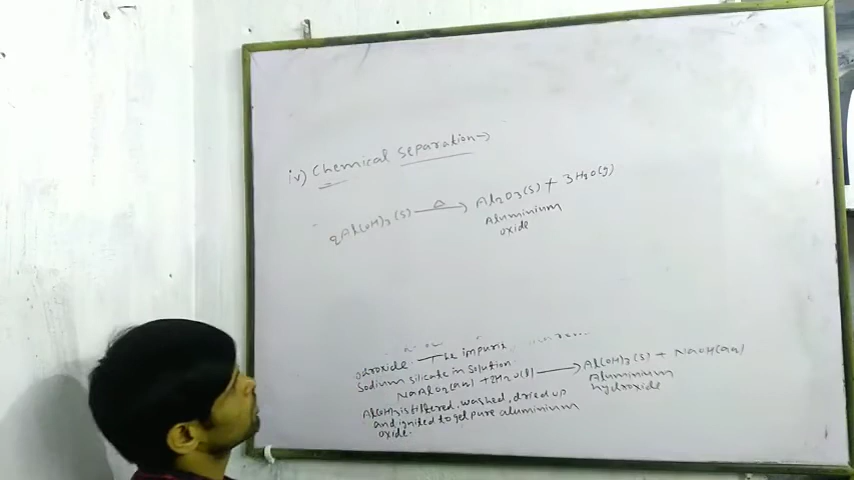 iv) Chemical Separation →
2Al(OH)3(s) —Δ→ Al2O3(s) + 3H2O(g)
Aluminium
oxide
The impure
Sodium silicate in solution
NaAlO2(aq) + 2H2O(l) ⟶ Al(OH)3(s) + NaOH(aq)
Aluminium
hydroxide
Al(OH)3 is filtered, washed, dried up
and ignited to get pure aluminium
oxide.